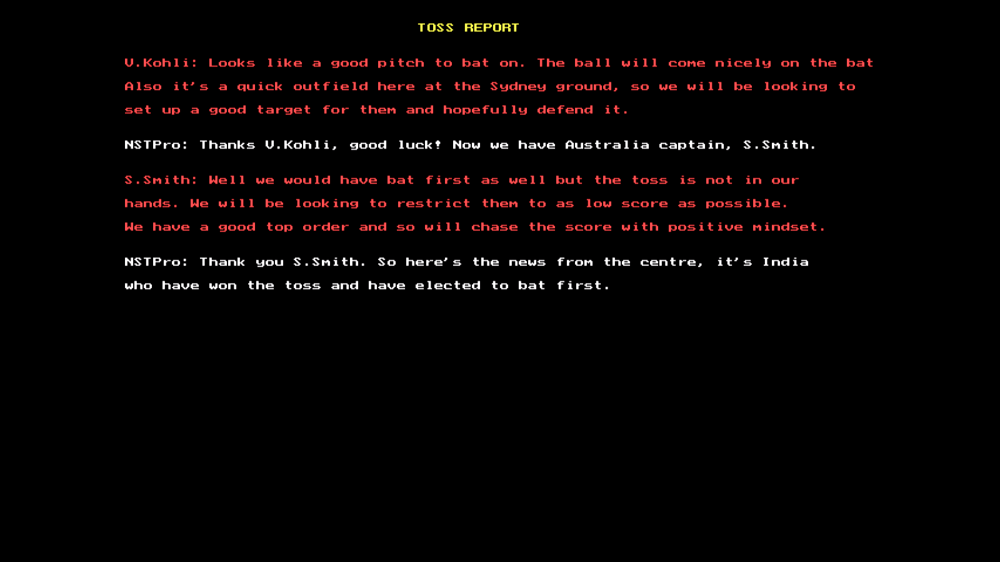 TOSS REPORT
V.Kohli: Looks like a good pitch to bat on. The ball will come nicely on the bat
Also it's a quick outfield here at the Sydney ground, so we will be looking to
set up a good target for them and hopefully defend it.
NSTPro: Thanks V.Kohli, good luck! Now we have Australia captain, S.Smith.
S.Smith: Well we would have bat first as well but the toss is not in our
hands. We will be looking to restrict them to as low score as possible.
We have a good top order and so will chase the score with positive mindset.
NSTPro: Thank you S.Smith. So here's the news from the centre, it's India
who have won the toss and have elected to bat first.